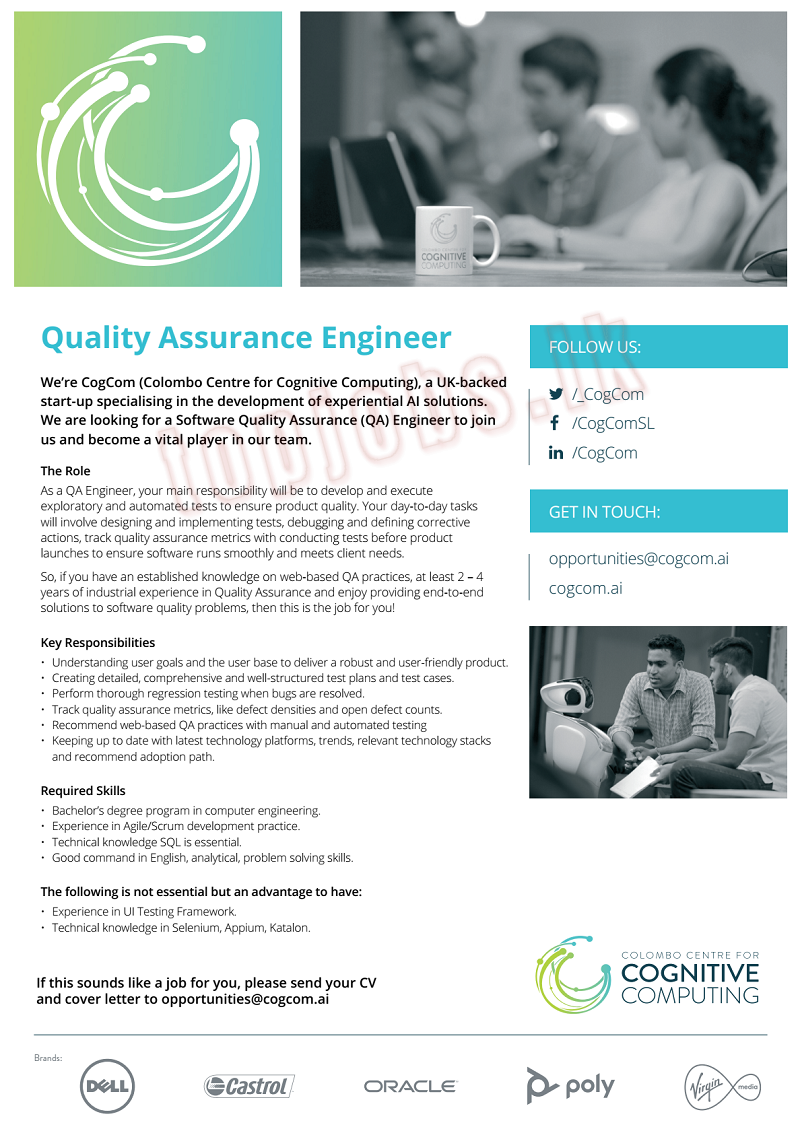 COLOMBO CENTRE FOR
COGNITIVE
COMPUTING
Quality Assurance Engineer
We're CogCom (Colombo Centre for Cognitive Computing), a UK-backed
start-up specialising in the development of experiential AI solutions.
We are looking for a Software Quality Assurance (QA) Engineer to join
us and become a vital player in our team.
The Role
As a QA Engineer, your main responsibility will be to develop and execute
exploratory and automated tests to ensure product quality. Your day-to-day tasks
will involve designing and implementing tests, debugging and defining corrective
actions, track quality assurance metrics with conducting tests before product
launches to ensure software runs smoothly and meets client needs.
So, if you have an established knowledge on web-based QA practices, at least 2 – 4
years of industrial experience in Quality Assurance and enjoy providing end-to-end
solutions to software quality problems, then this is the job for you!
Key Responsibilities
• Understanding user goals and the user base to deliver a robust and user-friendly product.
• Creating detailed, comprehensive and well-structured test plans and test cases.
• Perform thorough regression testing when bugs are resolved.
• Track quality assurance metrics, like defect densities and open defect counts.
• Recommend web-based QA practices with manual and automated testing
• Keeping up to date with latest technology platforms, trends, relevant technology stacks
and recommend adoption path.
Required Skills
• Bachelor's degree program in computer engineering.
• Experience in Agile/Scrum development practice.
• Technical knowledge SQL is essential.
• Good command in English, analytical, problem solving skills.
The following is not essential but an advantage to have:
• Experience in UI Testing Framework.
• Technical knowledge in Selenium, Appium, Katalon.
If this sounds like a job for you, please send your CV
and cover letter to opportunities@cogcom.ai
FOLLOW US:
/_CogCom
/CogComSL
/CogCom
GET IN TOUCH:
opportunities@cogcom.ai
cogcom.ai
COLOMBO CENTRE FOR
COGNITIVE
COMPUTING
topjobs.lk
Brands:
DELL
Castrol
ORACLE
poly
Virgin media